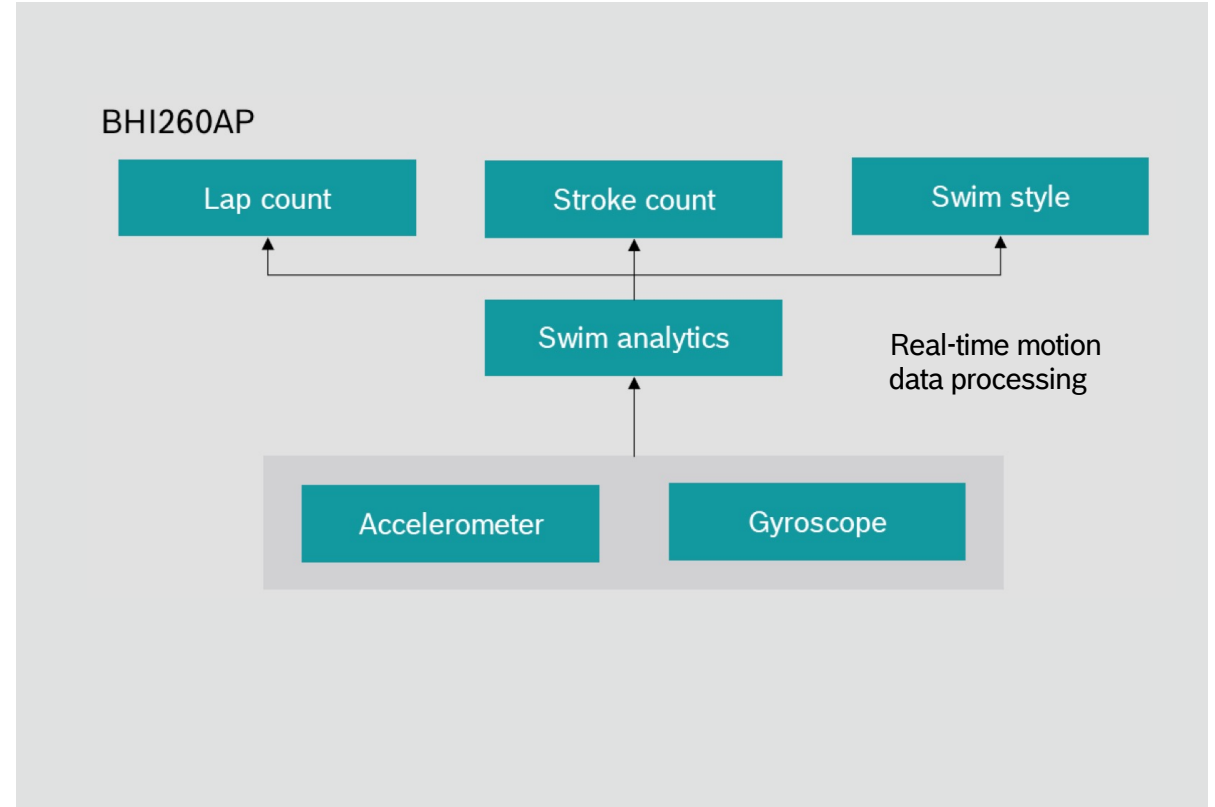 BHI260AP
Lap count
Stroke count
Swim style
Swim analytics
Real-time motion
data processing
Accelerometer
Gyroscope